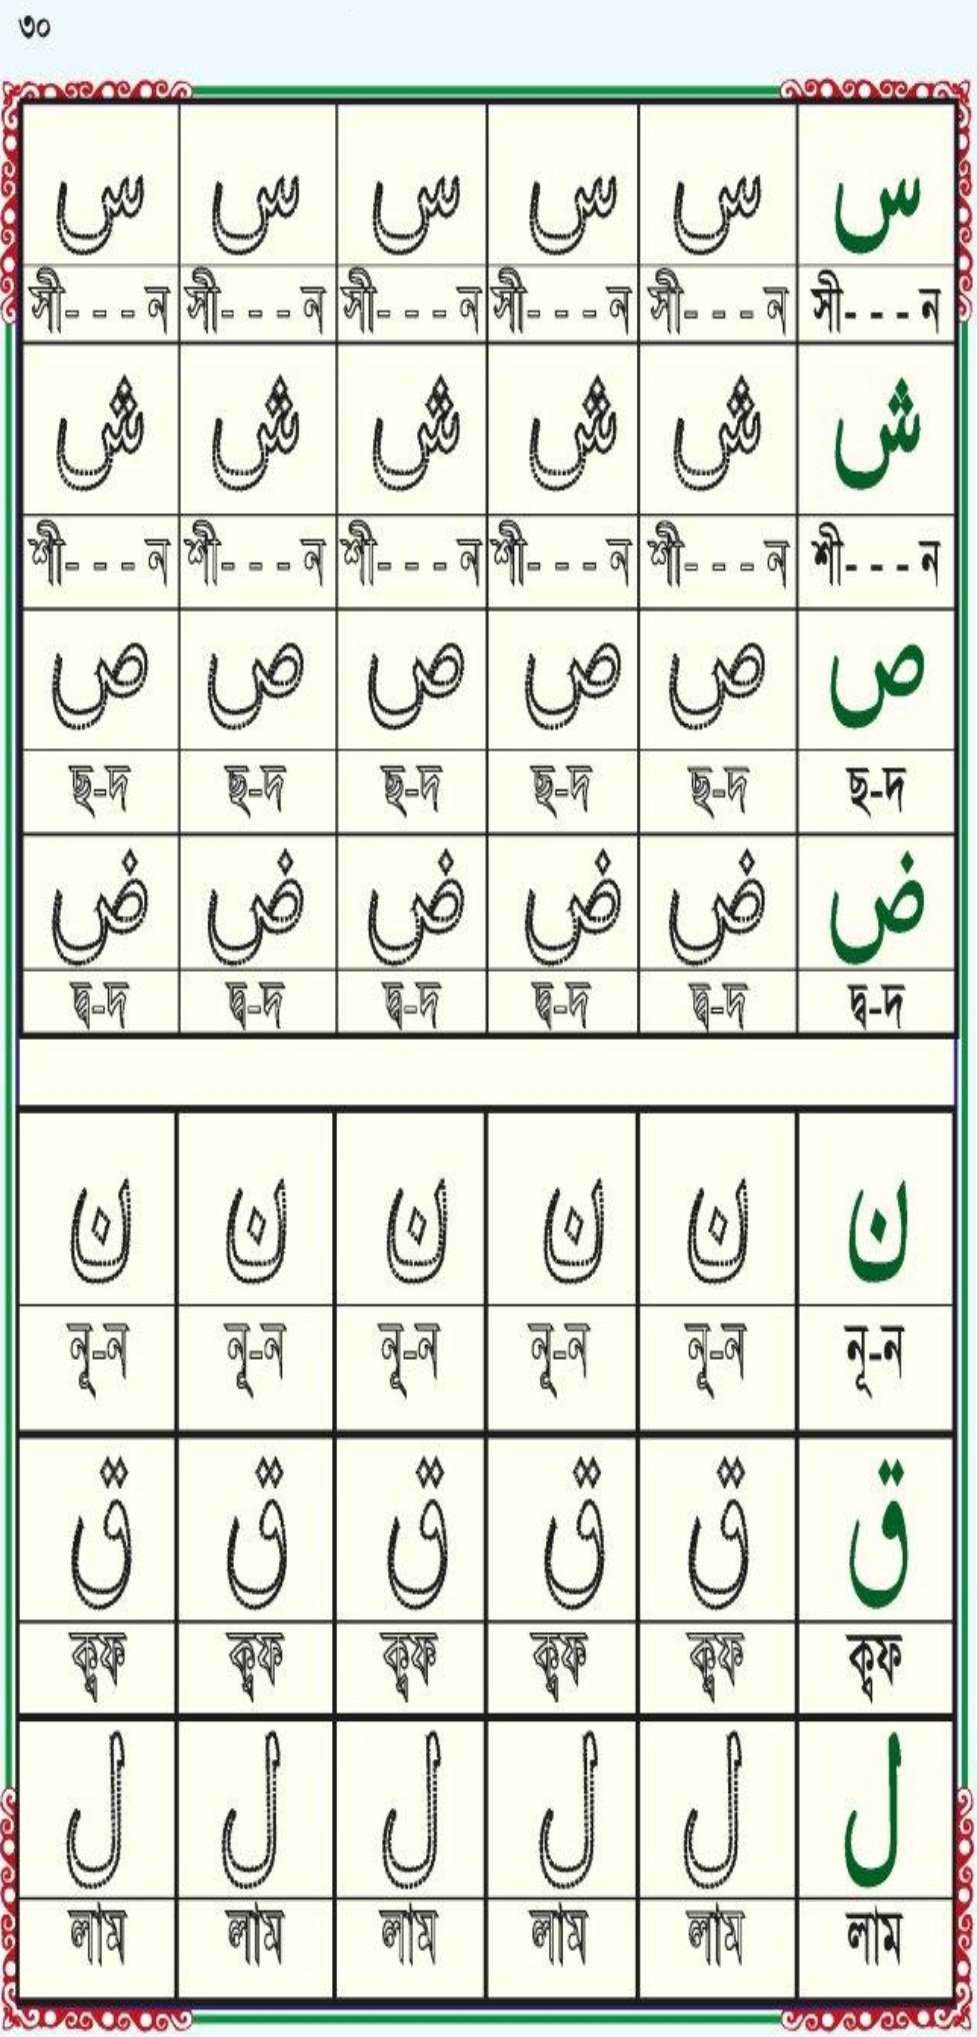 ৩০
س س س س س س
সী---ন সী---ন সী---ন সী---ন সী---ন সী---ন
ش ش ش ش ش ش
শী---ন শী---ন শী---ন শী---ন শী---ন শী---ন
ص ص ص ص ص ص
ছ-দ ছ-দ ছ-দ ছ-দ ছ-দ ছ-দ
ض ض ض ض ض ض
দ্ব-দ দ্ব-দ দ্ব-দ দ্ব-দ দ্ব-দ দ্ব-দ
ن ن ن ن ن ن
নূ-ন নূ-ন নূ-ন নূ-ন নূ-ন নূ-ন
ق ق ق ق ق ق
ক্বফ ক্বফ ক্বফ ক্বফ ক্বফ ক্বফ
ل ل ل ل ل ل
লাম লাম লাম লাম লাম লাম